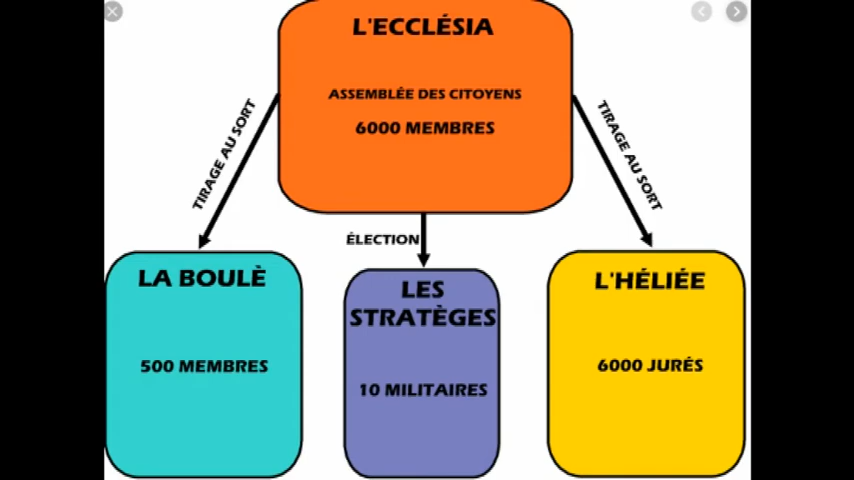 L'ECCLÉSIA
ASSEMBLÉE DES CITOYENS
6000 MEMBRES
TIRAGE AU SORT
TIRAGE AU SORT
ÉLECTION
LA BOULÈ
500 MEMBRES
LES
STRATÈGES
10 MILITAIRES
L'HÉLIÉE
6000 JURÉS